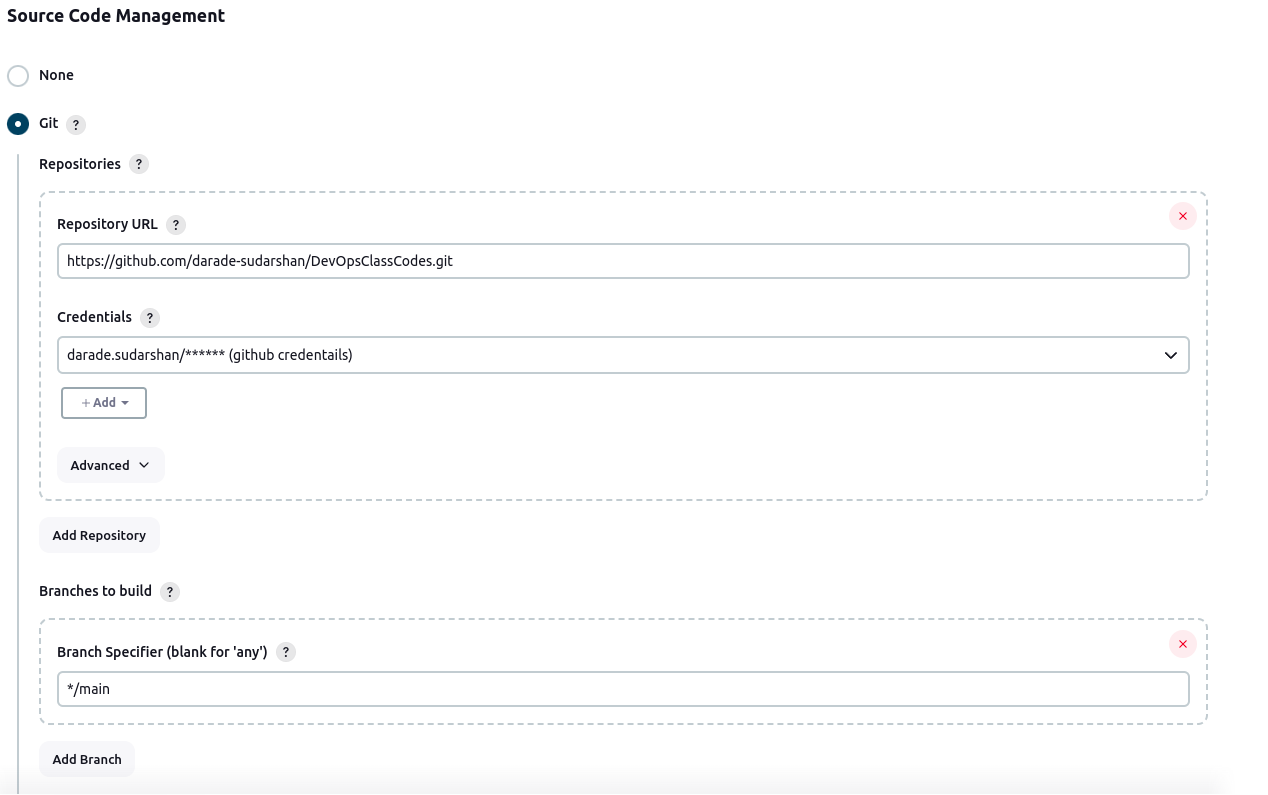 Source Code Management
None
Git ?
Repositories ?
Repository URL ?
https://github.com/darade-sudarshan/DevOpsClassCodes.git
Credentials ?
darade.sudarshan/****** (github credentails)
+ Add
Advanced
Add Repository
Branches to build ?
Branch Specifier (blank for 'any') ?
*/main
Add Branch